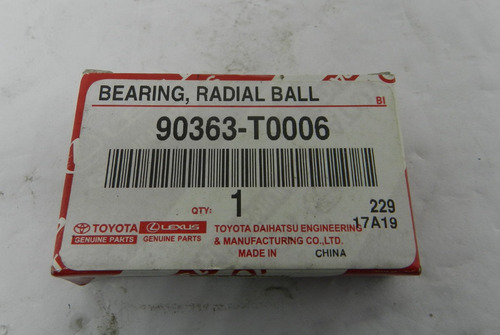 BEARING, RADIAL BALL
BI
90363-T0006
QTY: 1
229
17A19
TOYOTA
GENUINE PARTS
LEXUS
GENUINE PARTS
TOYOTA DAIHATSU ENGINEERING
& MANUFACTURING CO.,LTD.
MADE IN CHINA